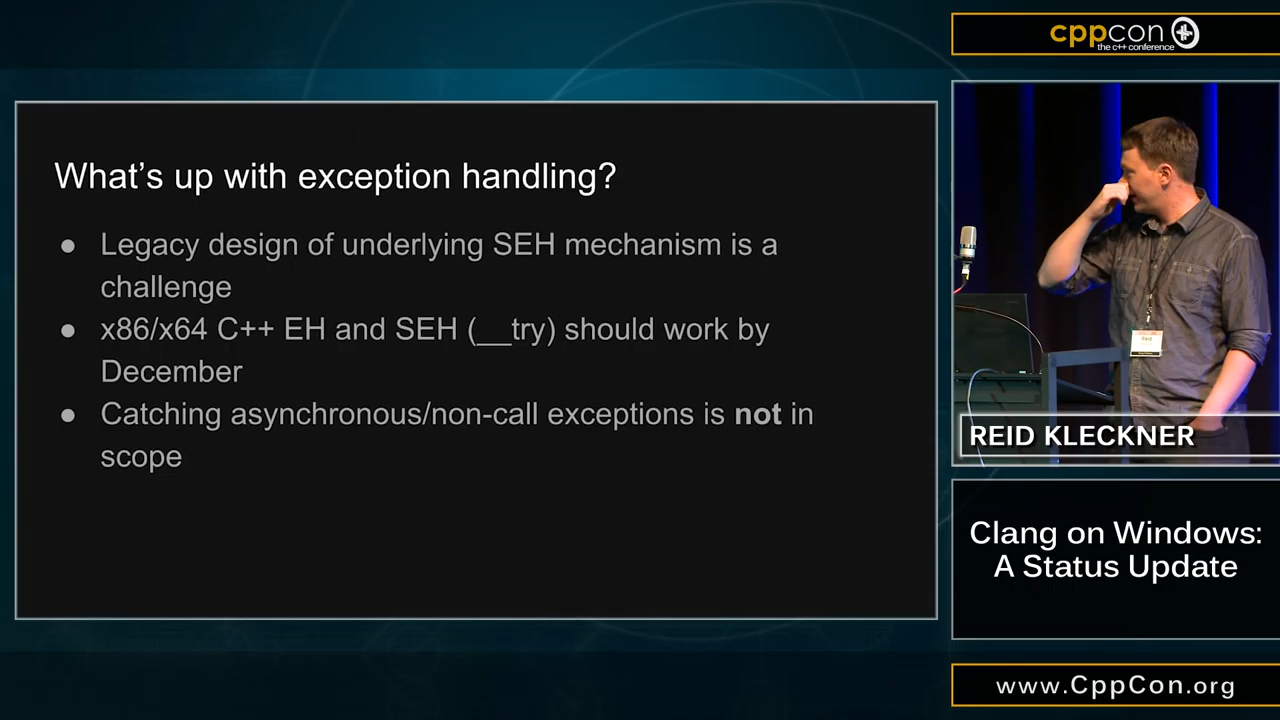 cppcon
the c++ conference
What's up with exception handling?
● Legacy design of underlying SEH mechanism is a
challenge
● x86/x64 C++ EH and SEH (__try) should work by
December
● Catching asynchronous/non-call exceptions is not in
scope
Reid
REID KLECKNER
Clang on Windows:
A Status Update
www.CppCon.org